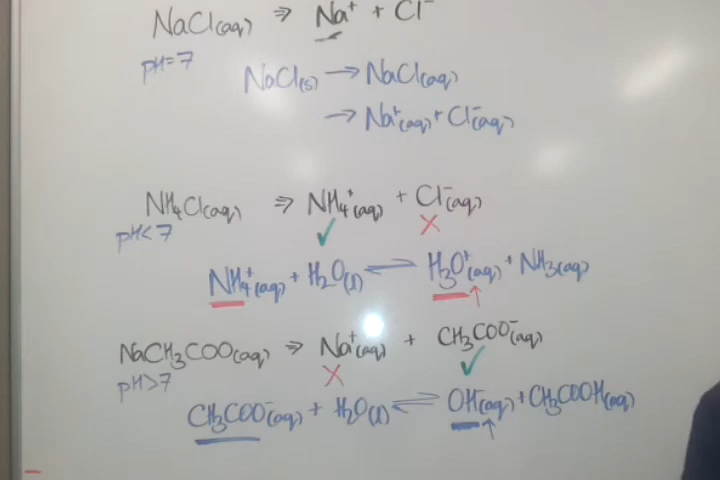 NaCl(aq) ⇒ Na⁺ + Cl⁻
pH=7
NaCl(s) → NaCl(aq)
→ Na⁺(aq) + Cl⁻(aq)
NH₄Cl(aq) ⇒ NH₄⁺(aq) + Cl⁻(aq)
pH<7
✓ X
NH₄⁺(aq) + H₂O(l) ⇌ H₃O⁺(aq) + NH₃(aq)
↑
NaCH₃COO(aq) ⇒ Na⁺(aq) + CH₃COO⁻(aq)
pH>7
X ✓
CH₃COO⁻(aq) + H₂O(l) ⇌ OH⁻(aq) + CH₃COOH(aq)
↑